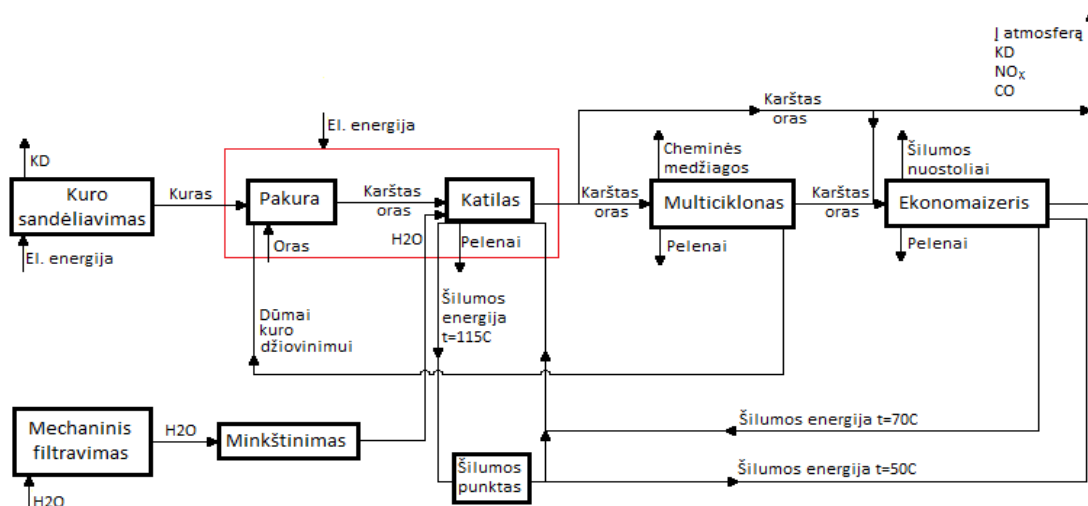 Į atmosferą
KD
NOx
CO
Karštas
oras
El. energija
KD
Cheminės
medžiagos
Šilumos
nuostoliai
Kuro
sandėliavimas
Kuras
Pakura
Karštas
oras
Katilas
Karštas
oras
Multiciklonas
Karštas
oras
Ekonomaizeris
El. energija
Oras
H2O
Pelenai
Pelenai
Pelenai
Šilumos
energija
t=115C
Dūmai
kuro
džiovinimui
Mechaninis
filtravimas
H2O
Minkštinimas
Šilumos energija t=70C
Šilumos
punktas
Šilumos energija t=50C
H2O